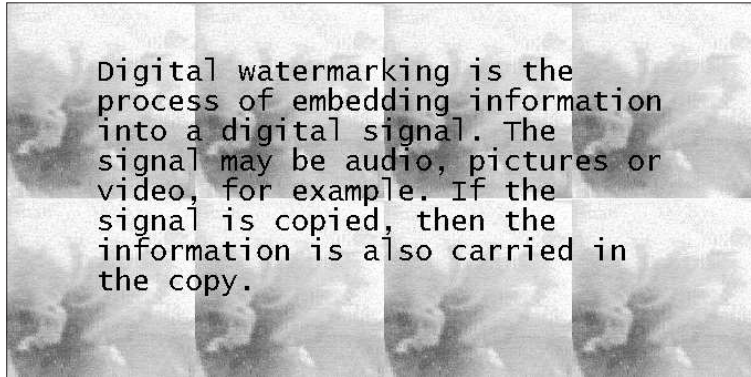 Digital watermarking is the
process of embedding information
into a digital signal. The
signal may be audio, pictures or
video, for example. If the
signal is copied, then the
information is also carried in
the copy.